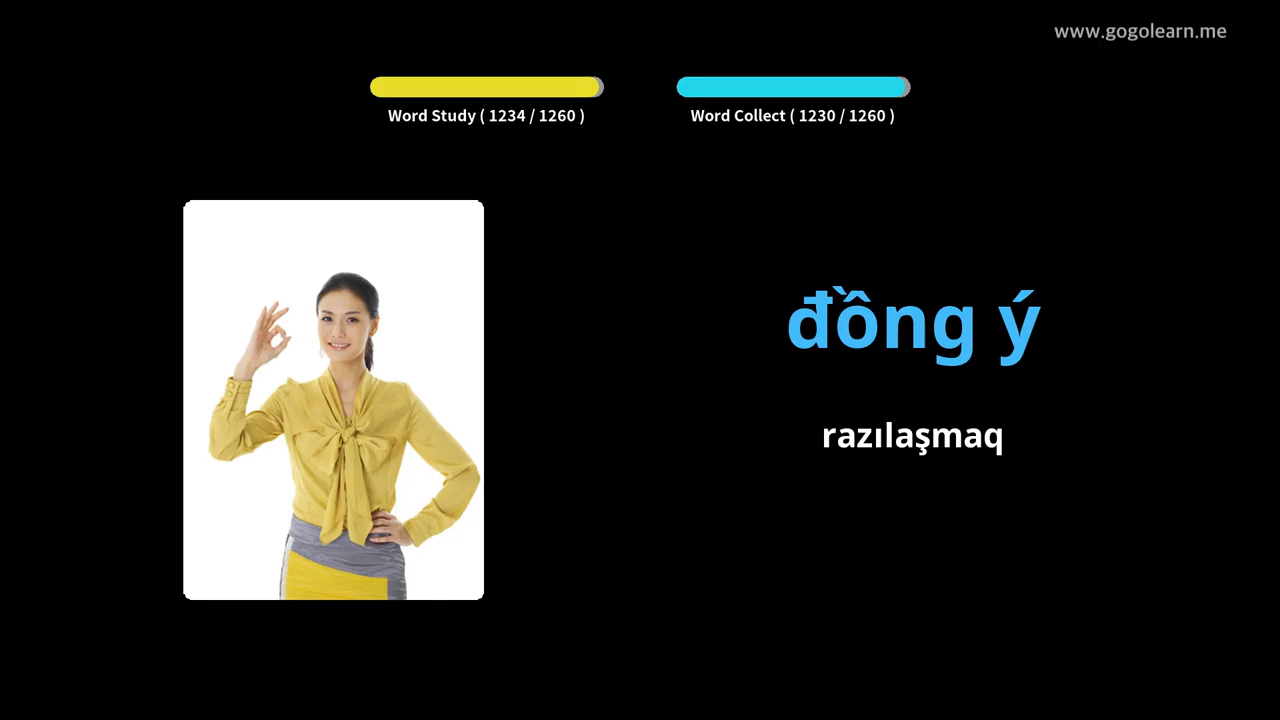 www.gogolearn.me
Word Study ( 1234 / 1260 )
Word Collect ( 1230 / 1260 )
đồng ý
razılaşmaq